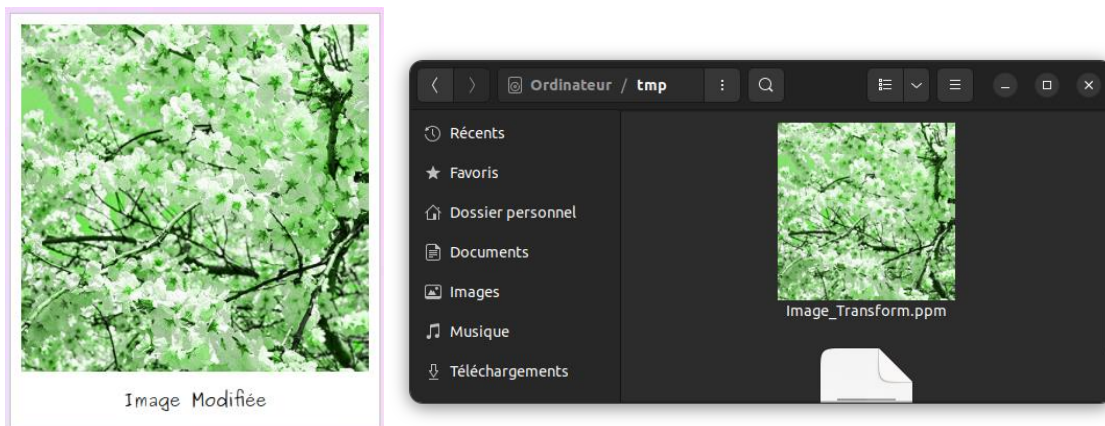 Image Modifiée
Ordinateur / tmp
Récents
Favoris
Dossier personnel
Documents
Images
Musique
Téléchargements
Image_Transform.ppm